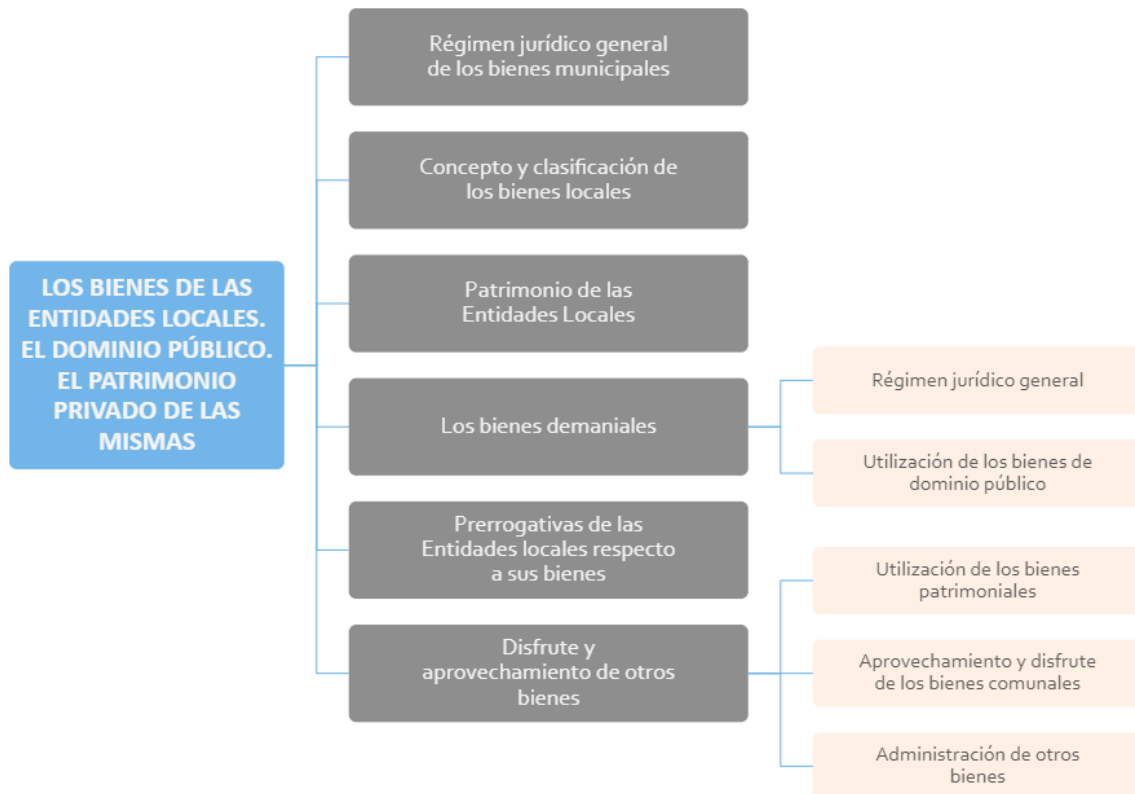 Régimen jurídico general
de los bienes municipales
Concepto y clasificación de
los bienes locales
Patrimonio de las
Entidades Locales
LOS BIENES DE LAS
ENTIDADES LOCALES.
EL DOMINIO PÚBLICO.
EL PATRIMONIO
PRIVADO DE LAS
MISMAS
Los bienes demaniales
Régimen jurídico general
Utilización de los bienes de
dominio público
Prerrogativas de las
Entidades locales respecto
a sus bienes
Disfrute y
aprovechamiento de otros
bienes
Utilización de los bienes
patrimoniales
Aprovechamiento y disfrute
de los bienes comunales
Administración de otros
bienes